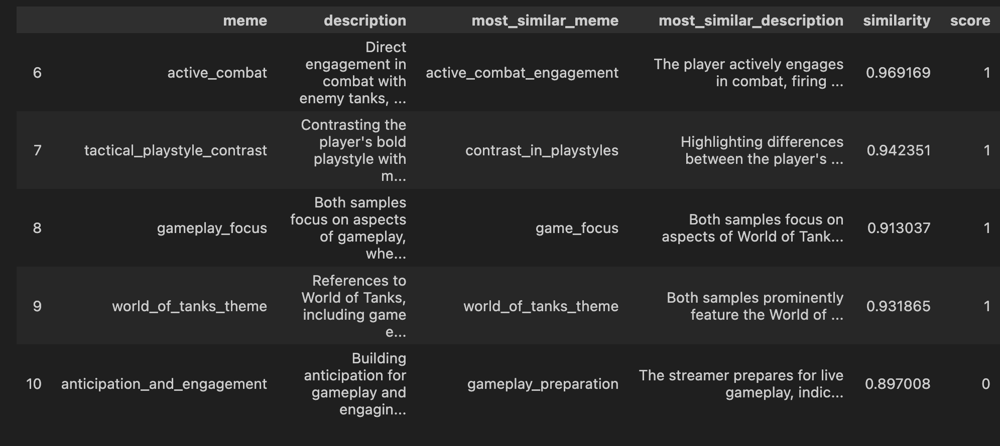 meme description most_similar_meme most_similar_description similarity score
6 active_combat Direct engagement in combat with enemy tanks, ... active_combat_engagement The player actively engages in combat, firing ... 0.969169 1
7 tactical_playstyle_contrast Contrasting the player's bold playstyle with m... contrast_in_playstyles Highlighting differences between the player's ... 0.942351 1
8 gameplay_focus Both samples focus on aspects of gameplay, whe... game_focus Both samples focus on aspects of World of Tank... 0.913037 1
9 world_of_tanks_theme References to World of Tanks, including game e... world_of_tanks_theme Both samples prominently feature the World of ... 0.931865 1
10 anticipation_and_engagement Building anticipation for gameplay and engagin... gameplay_preparation The streamer prepares for live gameplay, indic... 0.897008 0